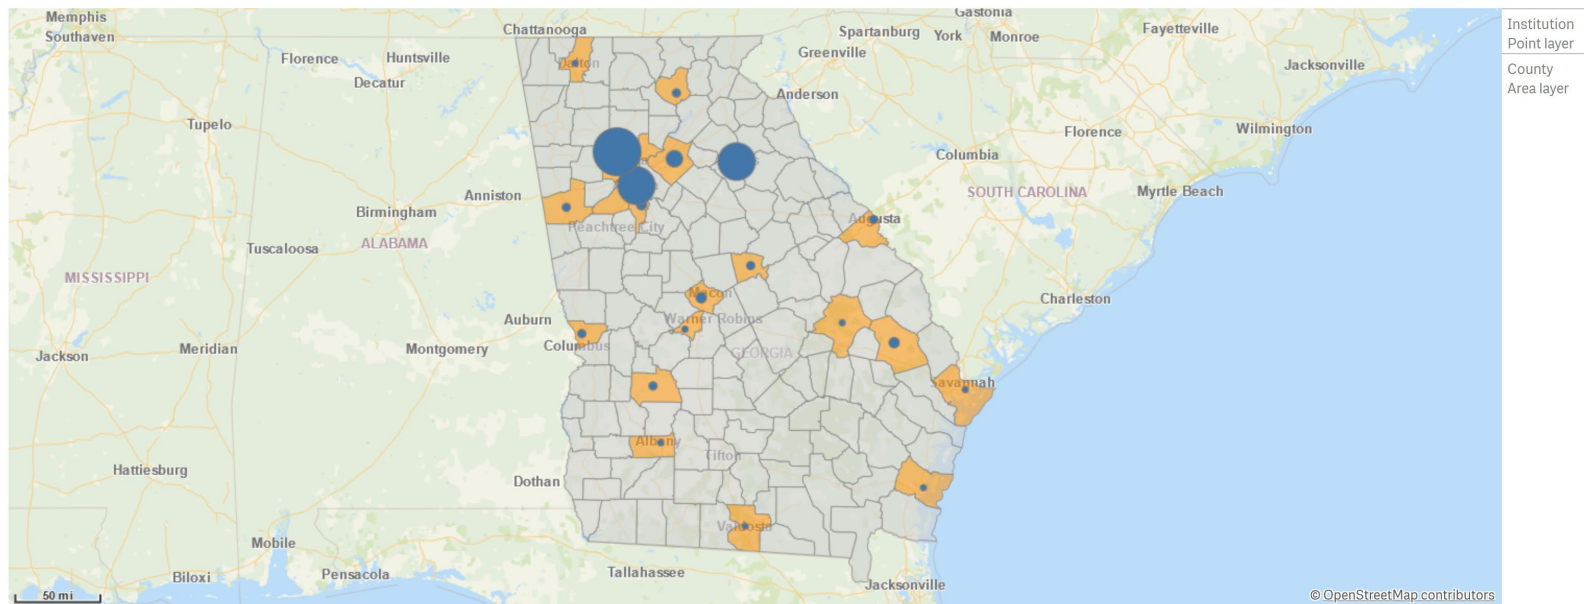 Memphis
Southaven
Chattanooga
Gastonia
Spartanburg
York
Monroe
Fayetteville
Greenville
Florence
Huntsville
Decatur
Dalton
Jacksonville
Anderson
Tupelo
Florence
Wilmington
Columbia
Anniston
SOUTH CAROLINA
Myrtle Beach
Birmingham
Augusta
Peachtree City
Tuscaloosa
ALABAMA
MISSISSIPPI
Macon
Charleston
Auburn
Warner Robins
Columbus
Jackson
Meridian
Montgomery
GEORGIA
Savannah
Albany
Tifton
Hattiesburg
Dothan
Valdosta
Mobile
Biloxi
Pensacola
Tallahassee
Jacksonville
50 mi
© OpenStreetMap contributors
Institution
Point layer
County
Area layer